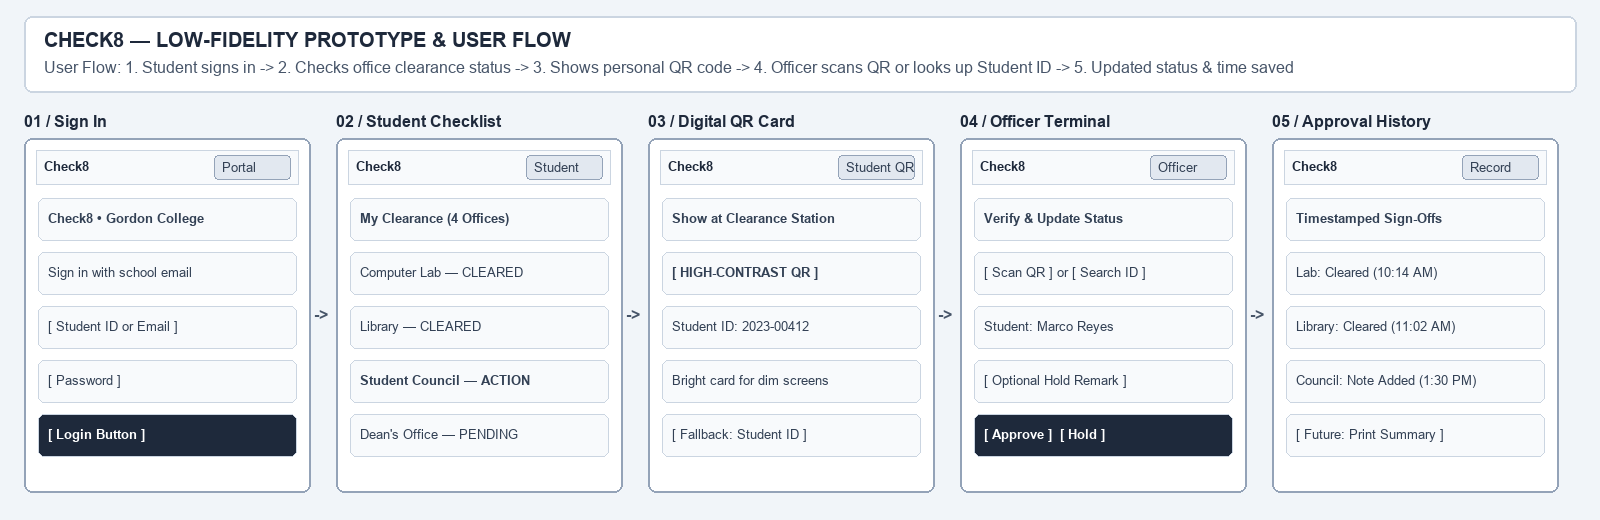 CHECK8 — LOW-FIDELITY PROTOTYPE & USER FLOW
User Flow: 1. Student signs in -> 2. Checks office clearance status -> 3. Shows personal QR code -> 4. Officer scans QR or looks up Student ID -> 5. Updated status & time saved
01 / Sign In
Check8
Portal
Check8 • Gordon College
Sign in with school email
[ Student ID or Email ]
[ Password ]
[ Login Button ]
->
02 / Student Checklist
Check8
Student
My Clearance (4 Offices)
Computer Lab — CLEARED
Library — CLEARED
Student Council — ACTION
Dean's Office — PENDING
->
03 / Digital QR Card
Check8
Student QR
Show at Clearance Station
[ HIGH-CONTRAST QR ]
Student ID: 2023-00412
Bright card for dim screens
[ Fallback: Student ID ]
->
04 / Officer Terminal
Check8
Officer
Verify & Update Status
[ Scan QR ] or [ Search ID ]
Student: Marco Reyes
[ Optional Hold Remark ]
[ Approve ]  [ Hold ]
->
05 / Approval History
Check8
Record
Timestamped Sign-Offs
Lab: Cleared (10:14 AM)
Library: Cleared (11:02 AM)
Council: Note Added (1:30 PM)
[ Future: Print Summary ]